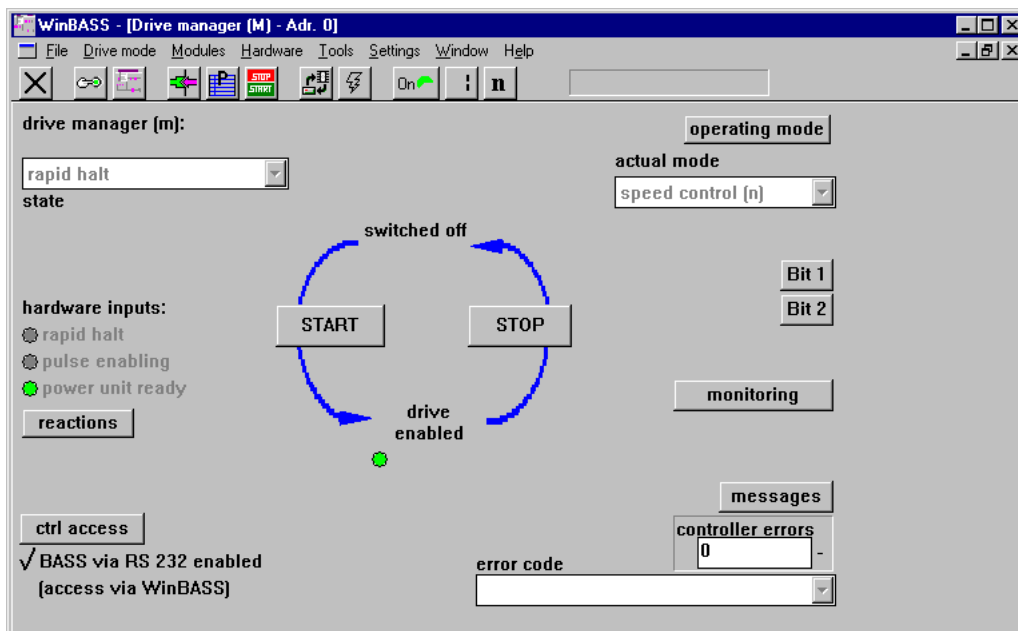 WinBASS - [Drive manager (M) - Adr. 0]
File Drive mode Modules Hardware Tools Settings Window Help
P STOP START On n
drive manager (m):
operating mode
rapid halt
state
actual mode
speed control (n)
switched off
Bit 1
Bit 2
hardware inputs:
rapid halt
pulse enabling
power unit ready
START
STOP
reactions
drive
enabled
monitoring
messages
ctrl access
controller errors
0 -
BASS via RS 232 enabled
(access via WinBASS)
error code